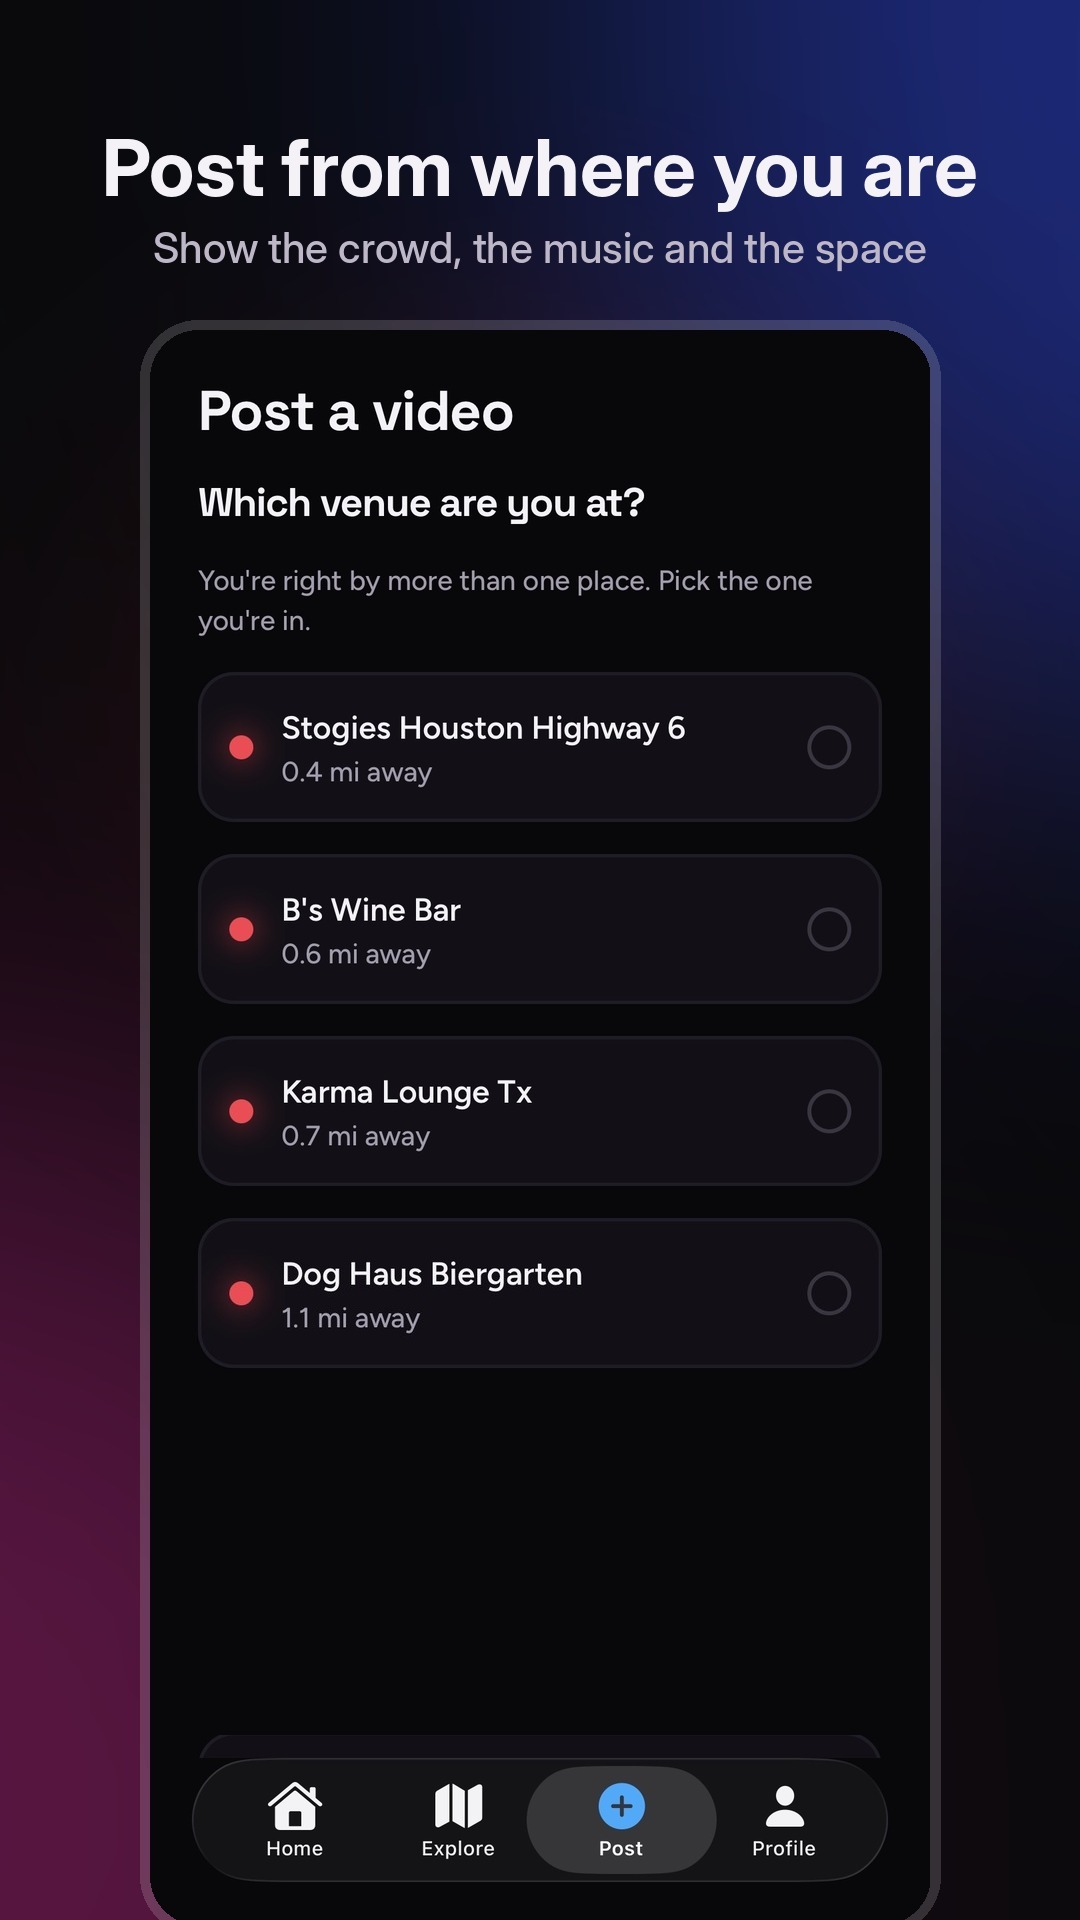 Post from where you are
Show the crowd, the music and the space
Post a video
Which venue are you at?
You're right by more than one place. Pick the one
you're in.
Stogies Houston Highway 6
0.4 mi away
B's Wine Bar
0.6 mi away
Karma Lounge Tx
0.7 mi away
Dog Haus Biergarten
1.1 mi away
Home
Explore
Post
Profile